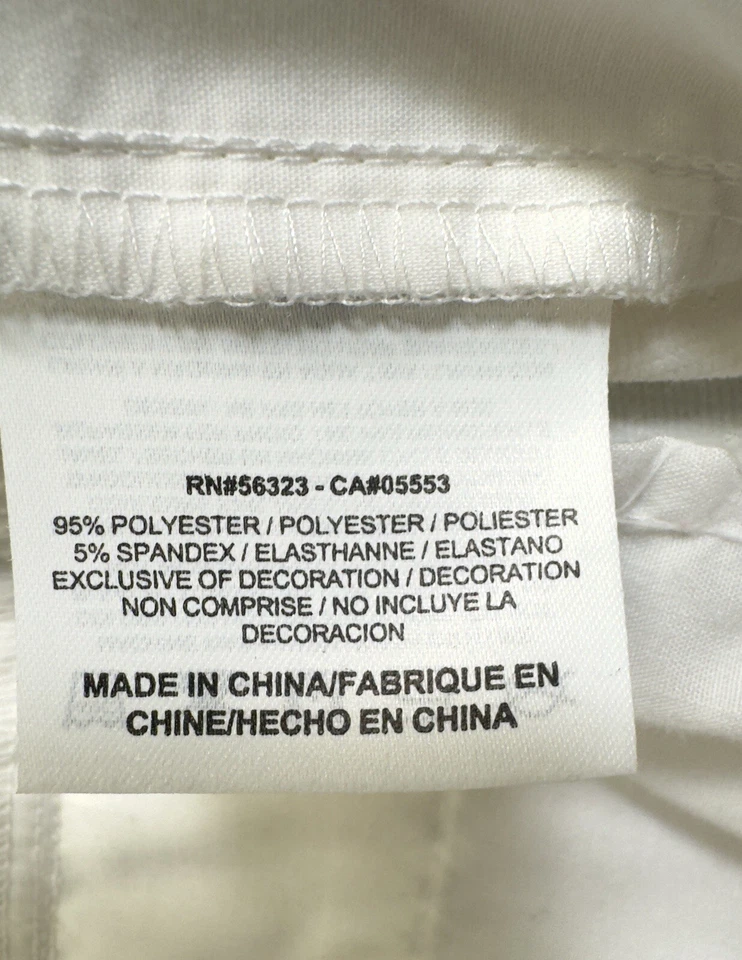 RN#56323 - CA#05553
95% POLYESTER / POLYESTER / POLIESTER
5% SPANDEX / ELASTHANNE / ELASTANO
EXCLUSIVE OF DECORATION / DECORATION
NON COMPRISE / NO INCLUYE LA
DECORACION
MADE IN CHINA/FABRIQUE EN
CHINE/HECHO EN CHINA